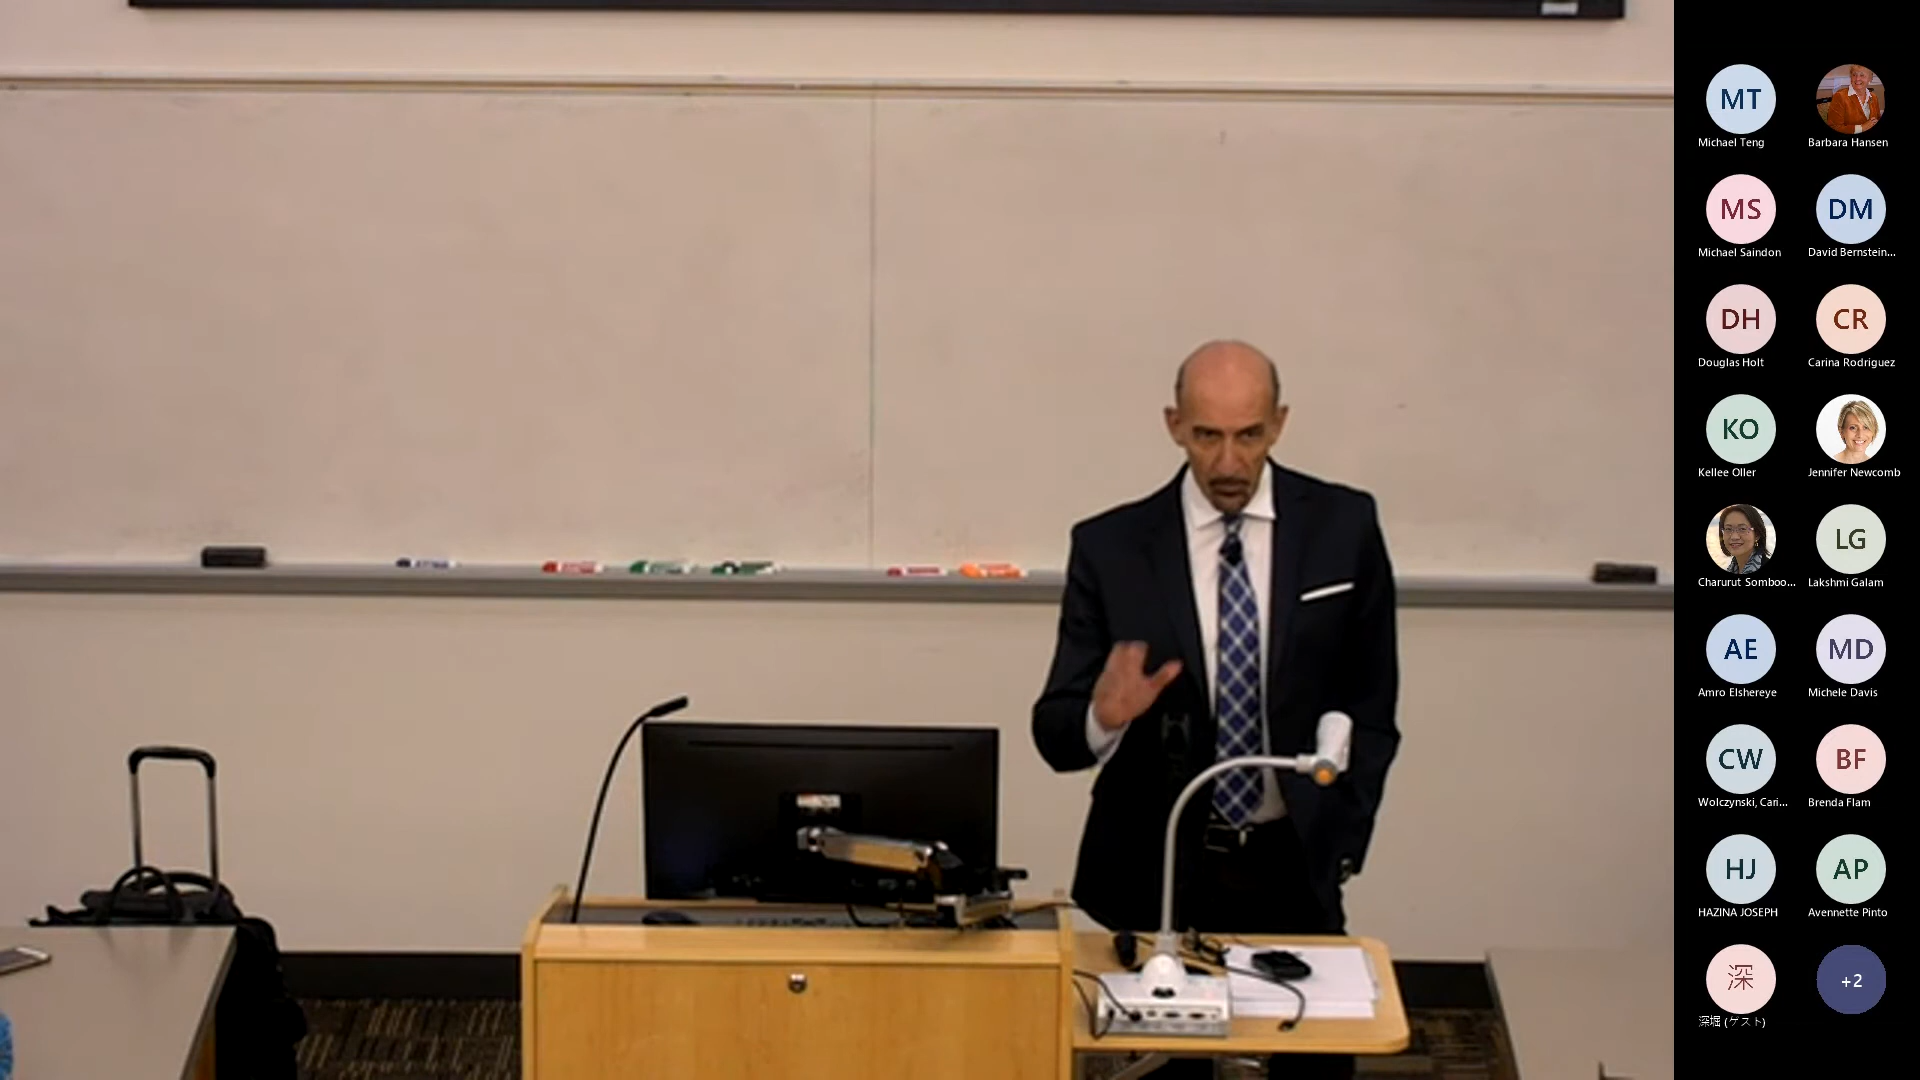 MT
Michael Teng
Barbara Hansen
MS
DM
Michael Saindon
David Bernstein...
DH
CR
Douglas Holt
Carina Rodriguez
KO
Kellee Oller
Jennifer Newcomb
LG
Charurut Somboo...
Lakshmi Galam
AE
MD
Amro Elshereye
Michele Davis
CW
BF
Wolczynski, Cari...
Brenda Flam
HJ
AP
HAZINA JOSEPH
Avennette Pinto
深
+2
深堀 (ゲスト)